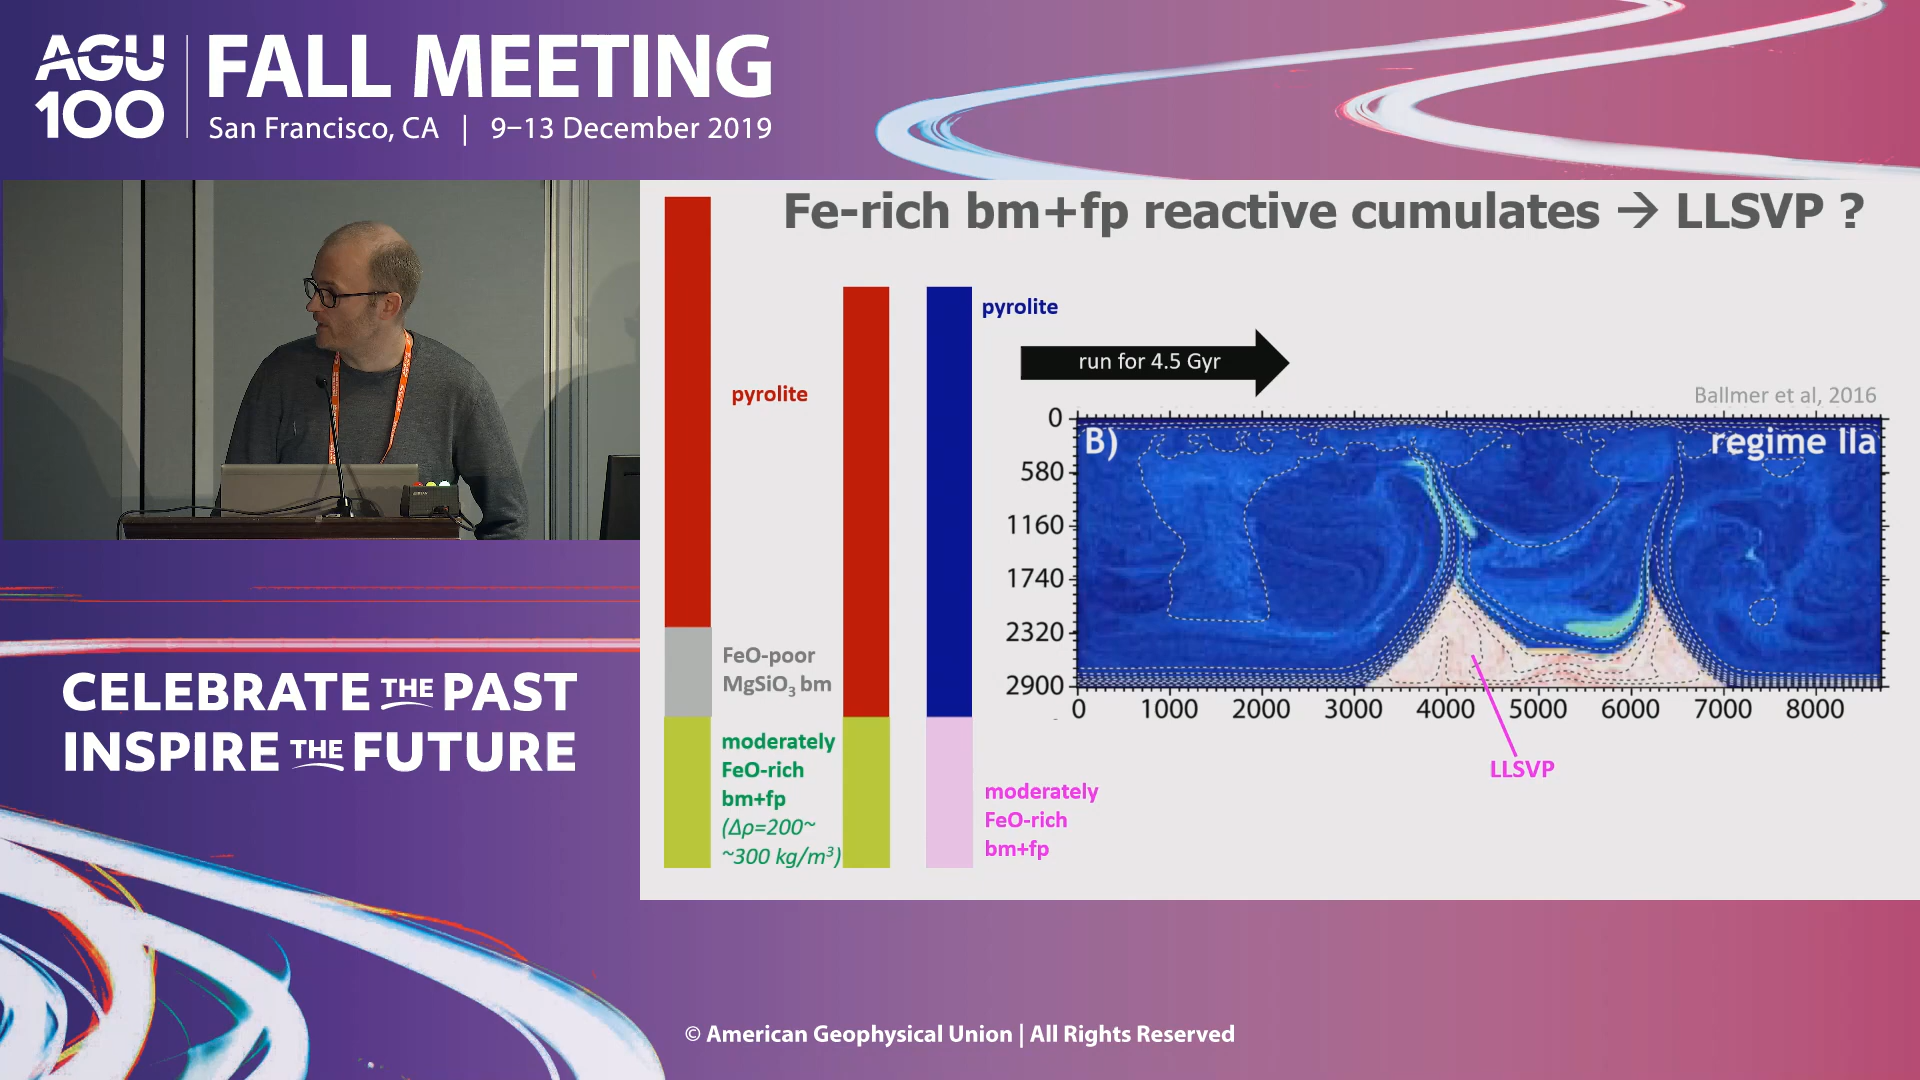 AGU
100
FALL MEETING
San Francisco, CA | 9–13 December 2019
Fe-rich bm+fp reactive cumulates → LLSVP ?
pyrolite
pyrolite
run for 4.5 Gyr
Ballmer et al, 2016
B)
regime IIa
0
580
1160
1740
2320
2900
0 1000 2000 3000 4000 5000 6000 7000 8000
LLSVP
FeO-poor
MgSiO₃ bm
moderately
FeO-rich
bm+fp
(Δρ=200~
~300 kg/m³)
moderately
FeO-rich
bm+fp
CELEBRATE THE PAST
INSPIRE THE FUTURE
© American Geophysical Union | All Rights Reserved